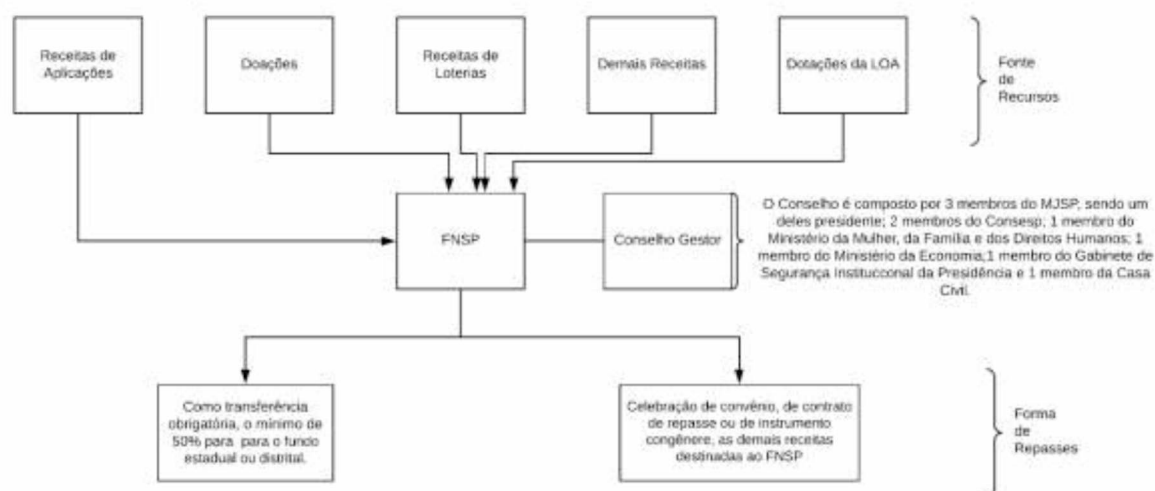 Receitas de
Aplicações
Doações
Receitas de
Loterias
Demais Receitas
Dotações da LOA
Fonte
de
Recursos
FNSP
Conselho Gestor
O Conselho é composto por 3 membros do MJSP, sendo um
deles presidente; 2 membros do Consesp; 1 membro do
Ministério da Mulher, da Família e dos Direitos Humanos; 1
membro do Ministério da Economia;1 membro do Gabinete de
Segurança Instituccional da Presidência e 1 membro da Casa
Civil.
Como transferência
obrigatória, o mínimo de
50% para para o fundo
estadual ou distrital.
Celebração de convênio, de contrato
de repasse ou de instrumento
congênere, as demais receitas
destinadas ao FNSP
Forma
de
Repasses